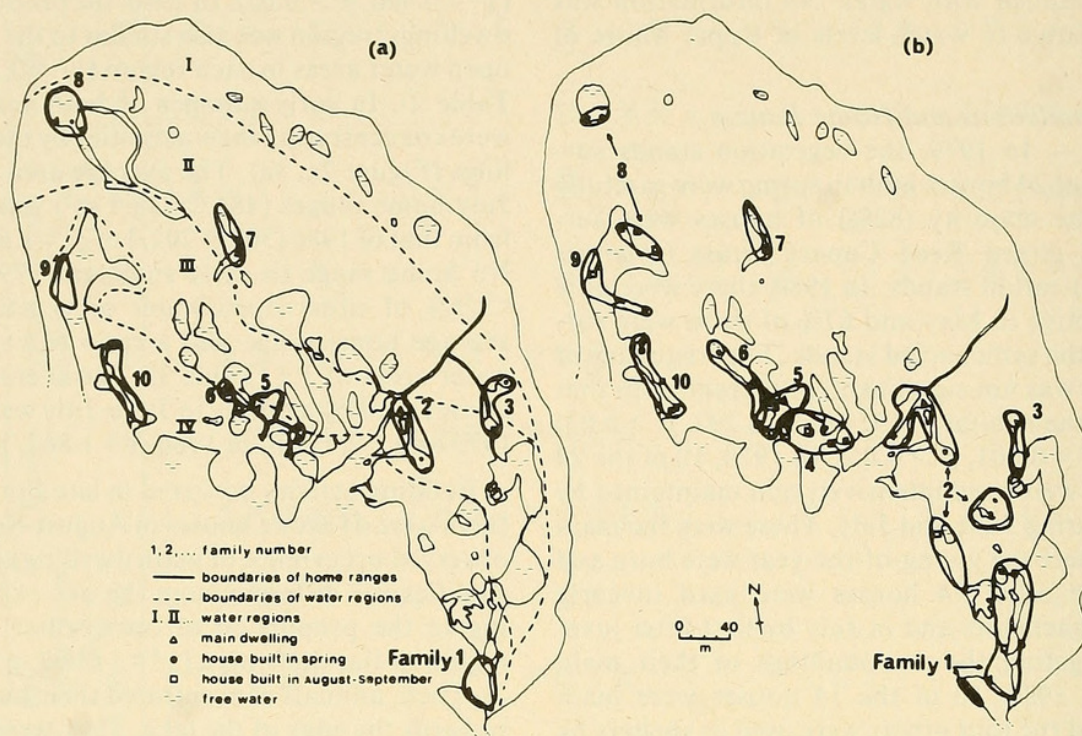 (a)
I
8
II
7
III
9
10
6
5
IV
4
2
3
1,2,... family number
boundaries of home ranges
boundaries of water regions
I, II... water regions
main dwelling
house built in spring
house built in August-September
free water
Family 1
(b)
8
7
9
10
6
5
4
3
2
N
0 40
m
Family 1